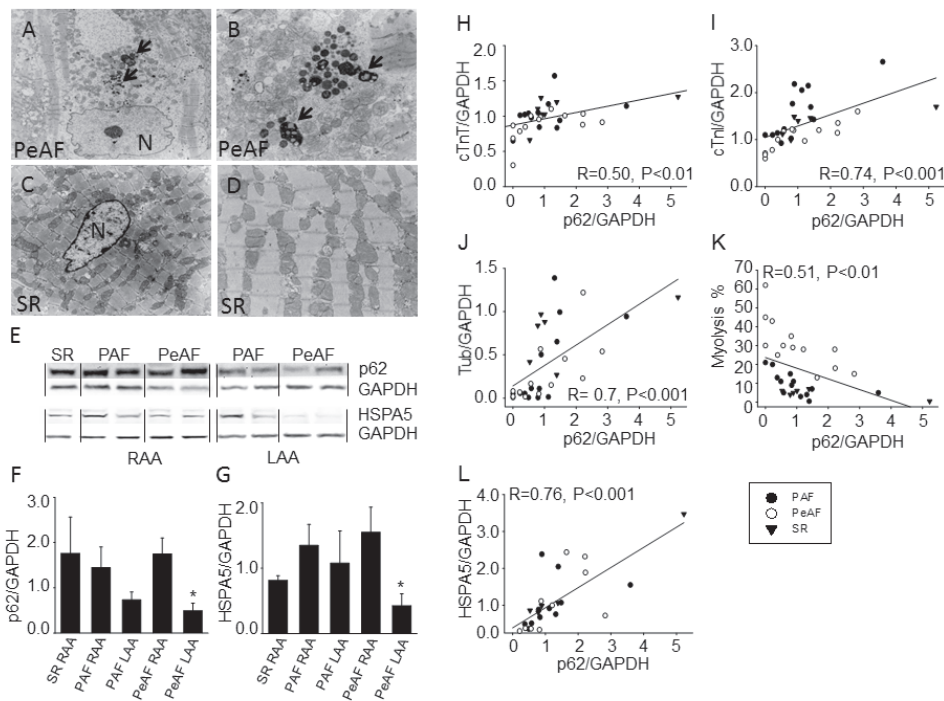 A
B
N
PeAF
PeAF
C
D
N
SR
SR
E
SR PAF PeAF PAF PeAF
p62
GAPDH
HSPA5
GAPDH
RAA LAA
F
p62/GAPDH
3.0
2.0
1.0
0.0
*
SR RAA
PAF RAA
PAF LAA
PeAF RAA
PeAF LAA
G
HSPA5/GAPDH
2.0
1.0
0.0
*
SR RAA
PAF RAA
PAF LAA
PeAF RAA
PeAF LAA
H
cTnT/GAPDH
2.0
1.5
1.0
0.5
0.0
R=0.50, P<0.01
0 1 2 3 4 5
p62/GAPDH
I
cTnI/GAPDH
3.0
2.0
1.0
0.0
R=0.74, P<0.001
0 1 2 3 4 5
p62/GAPDH
J
Tub/GAPDH
1.5
1.0
0.5
0.0
R= 0.7, P<0.001
0 1 2 3 4 5
p62/GAPDH
K
Myolysis %
70
60
50
40
30
20
10
0
R=0.51, P<0.01
0 1 2 3 4 5
p62/GAPDH
L
HSPA5/GAPDH
4.0
3.0
2.0
1.0
0.0
R=0.76, P<0.001
0 1 2 3 4 5
p62/GAPDH
PAF
PeAF
SR